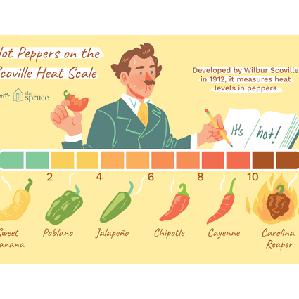 Hot Peppers on the
Scoville Heat Scale
the
spruce
Developed by Wilbur Scoville
in 1912, it measures heat
levels in peppers.
It's hot!
2 4 6 8 10
Sweet
Banana
Poblano
Jalapeño
Chipotle
Cayenne
Carolina
Reaper